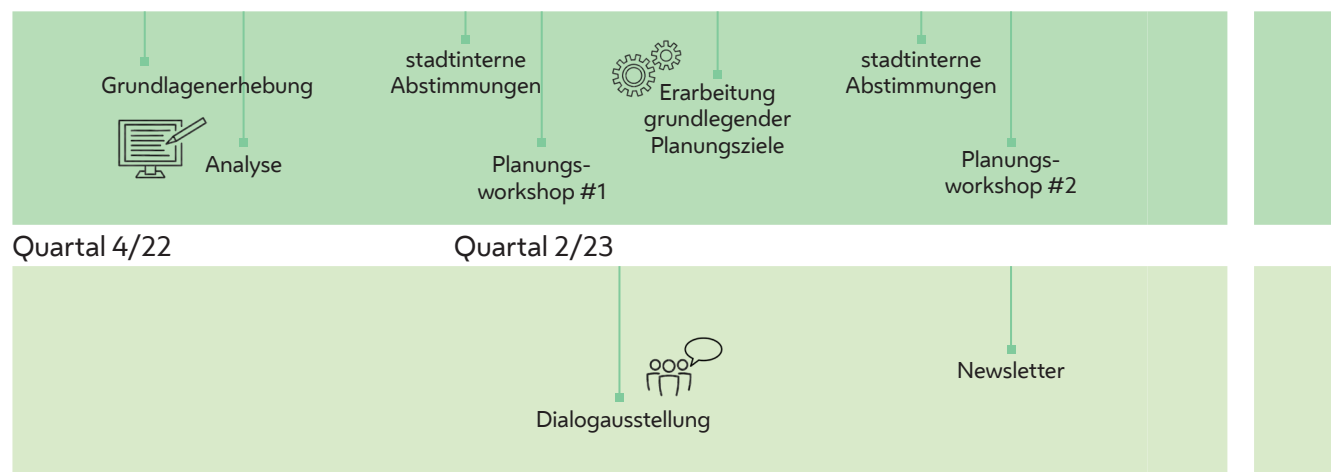 Grundlagenerhebung
Analyse
stadtinterne
Abstimmungen
Planungs-
workshop #1
Erarbeitung
grundlegender
Planungsziele
stadtinterne
Abstimmungen
Planungs-
workshop #2
Quartal 4/22
Quartal 2/23
Dialogausstellung
Newsletter